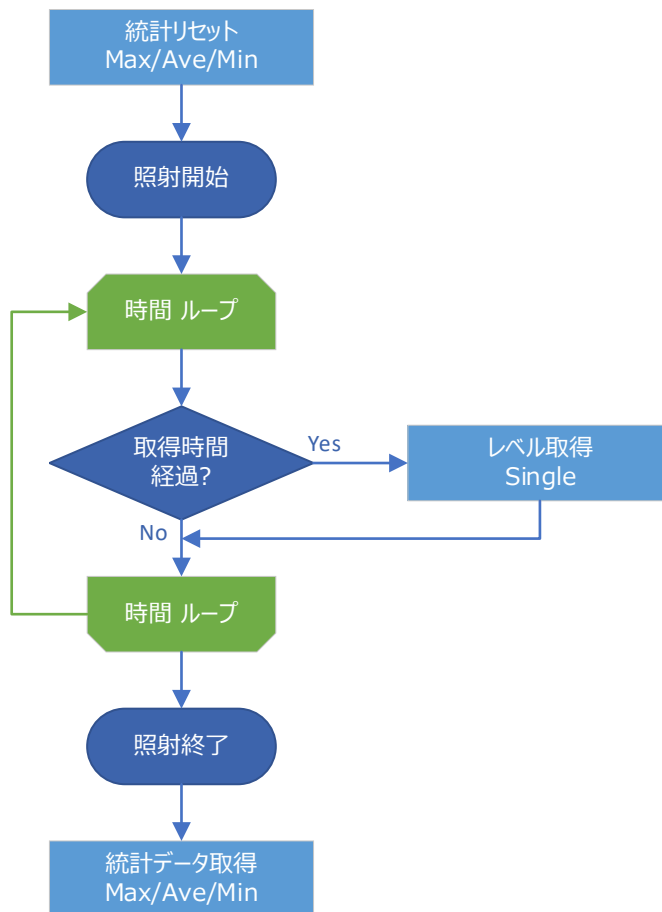 統計リセット
Max/Ave/Min
照射開始
時間 ループ
取得時間
経過?
Yes
レベル取得
Single
No
時間 ループ
照射終了
統計データ取得
Max/Ave/Min